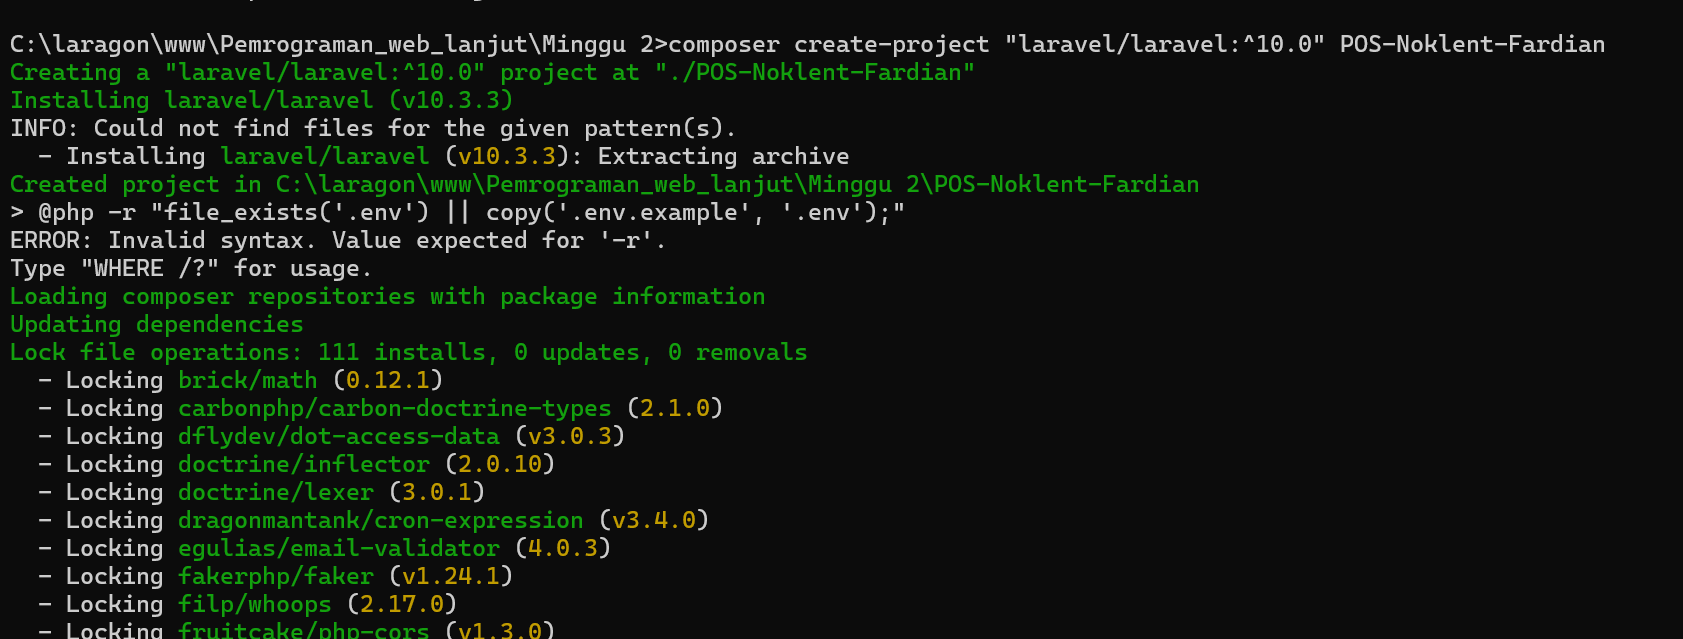 C:\laragon\www\Pemrograman_web_lanjut\Minggu 2>composer create-project "laravel/laravel:^10.0" POS-Noklent-Fardian
Creating a "laravel/laravel:^10.0" project at "./POS-Noklent-Fardian"
Installing laravel/laravel (v10.3.3)
INFO: Could not find files for the given pattern(s).
  - Installing laravel/laravel (v10.3.3): Extracting archive
Created project in C:\laragon\www\Pemrograman_web_lanjut\Minggu 2\POS-Noklent-Fardian
> @php -r "file_exists('.env') || copy('.env.example', '.env');"
ERROR: Invalid syntax. Value expected for '-r'.
Type "WHERE /?" for usage.
Loading composer repositories with package information
Updating dependencies
Lock file operations: 111 installs, 0 updates, 0 removals
  - Locking brick/math (0.12.1)
  - Locking carbonphp/carbon-doctrine-types (2.1.0)
  - Locking dflydev/dot-access-data (v3.0.3)
  - Locking doctrine/inflector (2.0.10)
  - Locking doctrine/lexer (3.0.1)
  - Locking dragonmantank/cron-expression (v3.4.0)
  - Locking egulias/email-validator (4.0.3)
  - Locking fakerphp/faker (v1.24.1)
  - Locking filp/whoops (2.17.0)
  - Locking fruitcake/php-cors (v1.3.0)